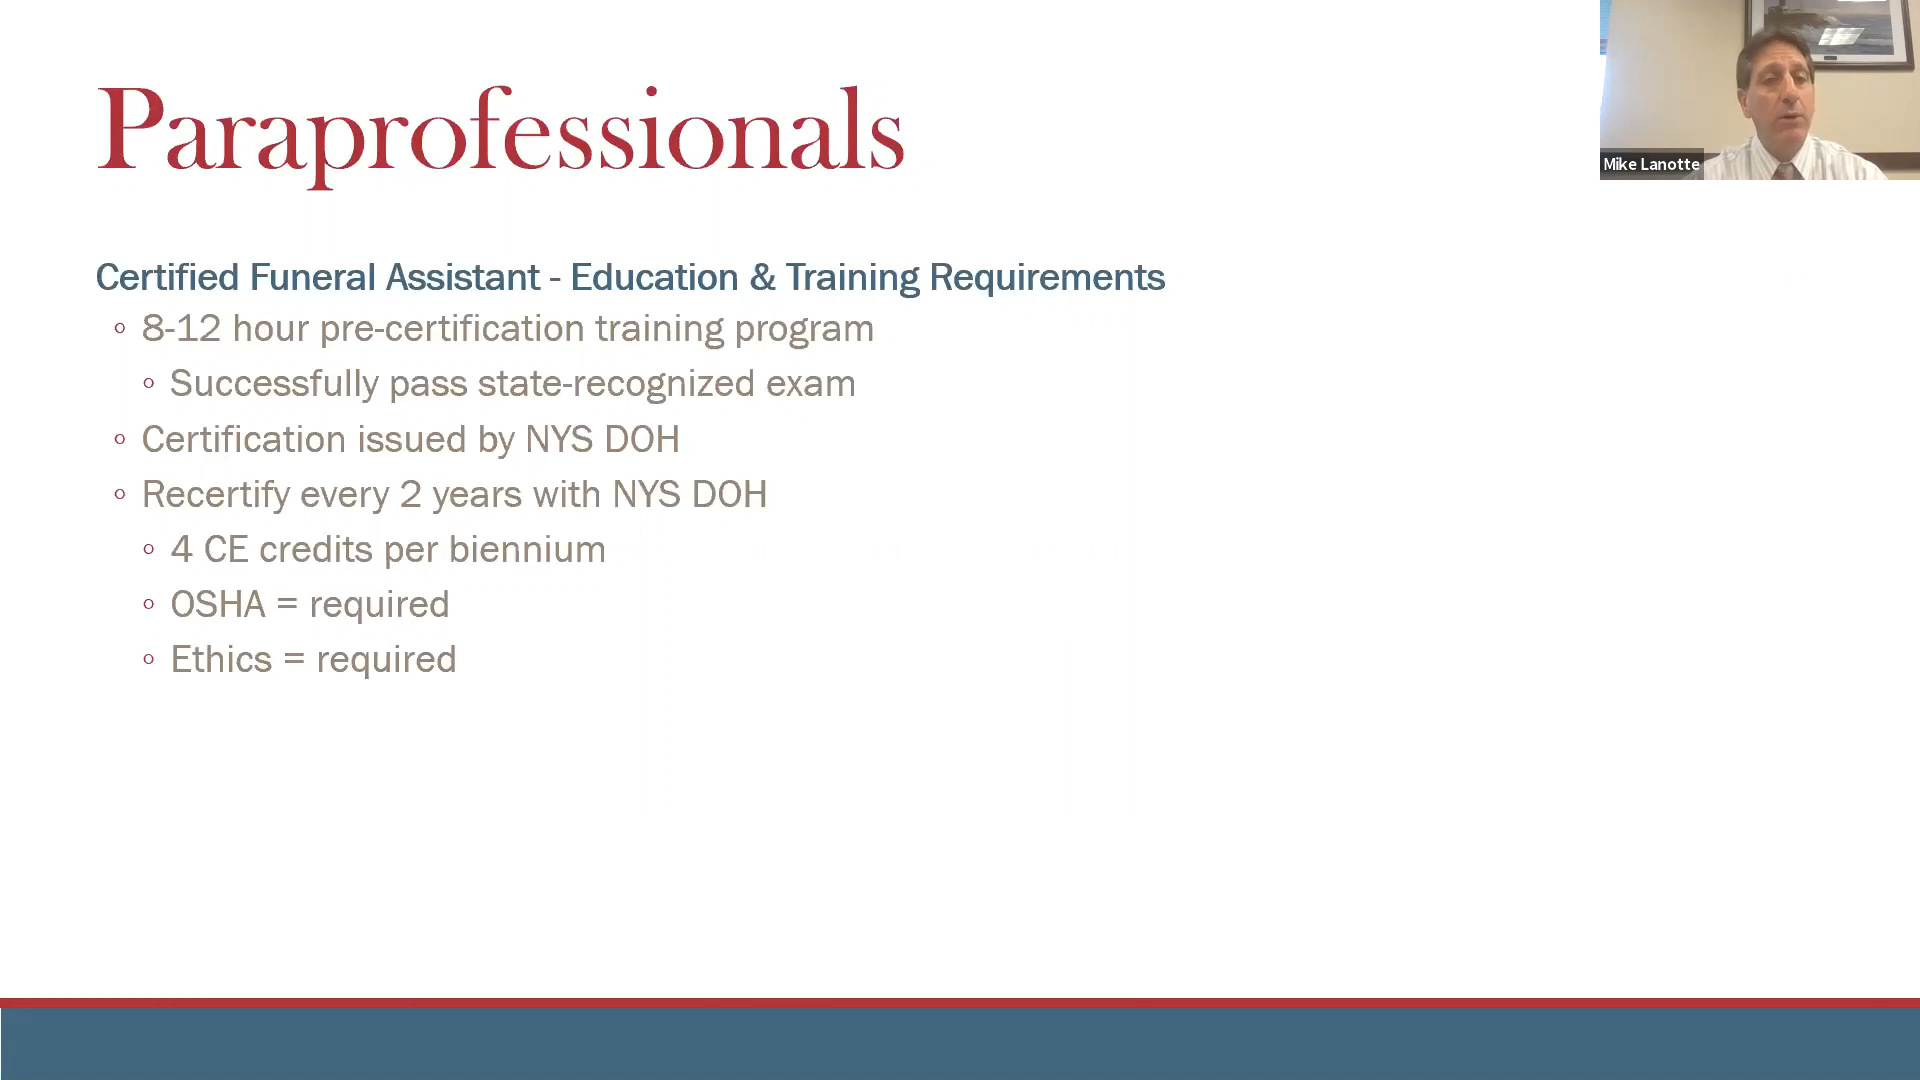 Paraprofessionals
Mike Lanotte
Certified Funeral Assistant - Education & Training Requirements
8-12 hour pre-certification training program
Successfully pass state-recognized exam
Certification issued by NYS DOH
Recertify every 2 years with NYS DOH
4 CE credits per biennium
OSHA = required
Ethics = required